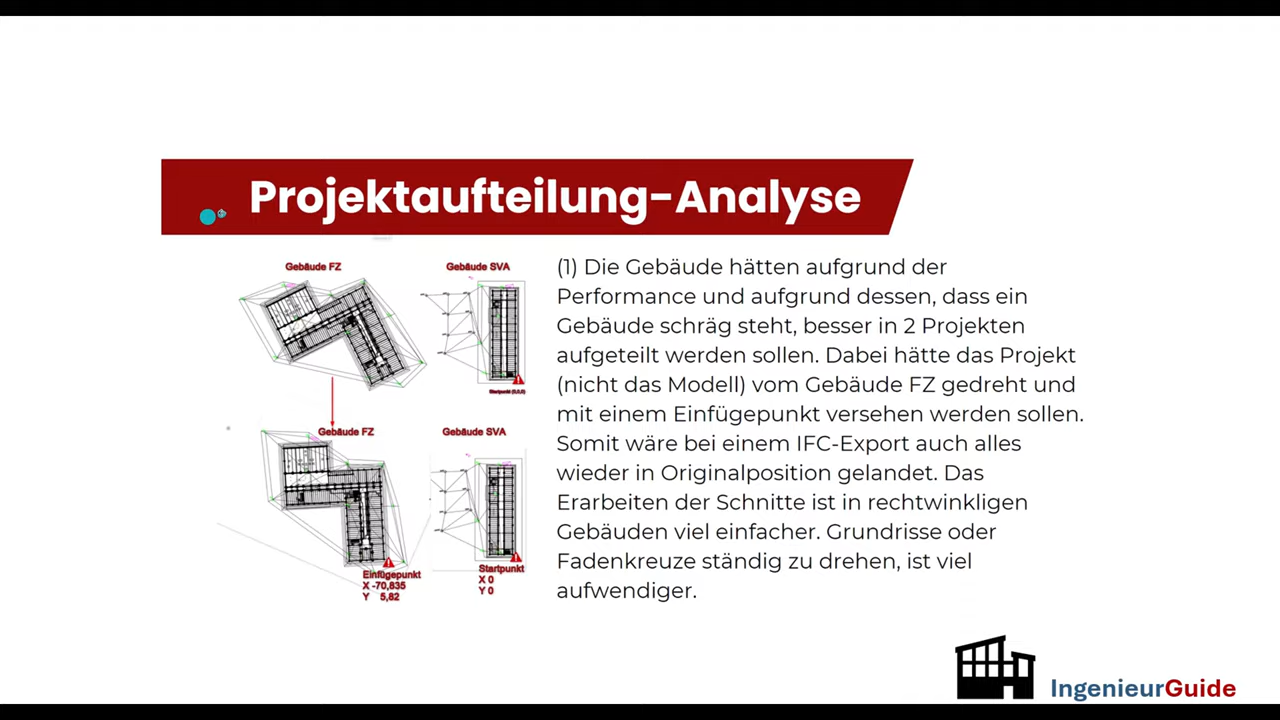 Projektaufteilung-Analyse
Gebäude FZ
Gebäude SVA
Startpunkt (0,0,0)
Gebäude FZ
Gebäude SVA
Einfügepunkt
X -70,835
Y 5,82
Startpunkt
X 0
Y 0
(1) Die Gebäude hätten aufgrund der
Performance und aufgrund dessen, dass ein
Gebäude schräg steht, besser in 2 Projekten
aufgeteilt werden sollen. Dabei hätte das Projekt
(nicht das Modell) vom Gebäude FZ gedreht und
mit einem Einfügepunkt versehen werden sollen.
Somit wäre bei einem IFC-Export auch alles
wieder in Originalposition gelandet. Das
Erarbeiten der Schnitte ist in rechtwinkligen
Gebäuden viel einfacher. Grundrisse oder
Fadenkreuze ständig zu drehen, ist viel
aufwendiger.
IngenieurGuide